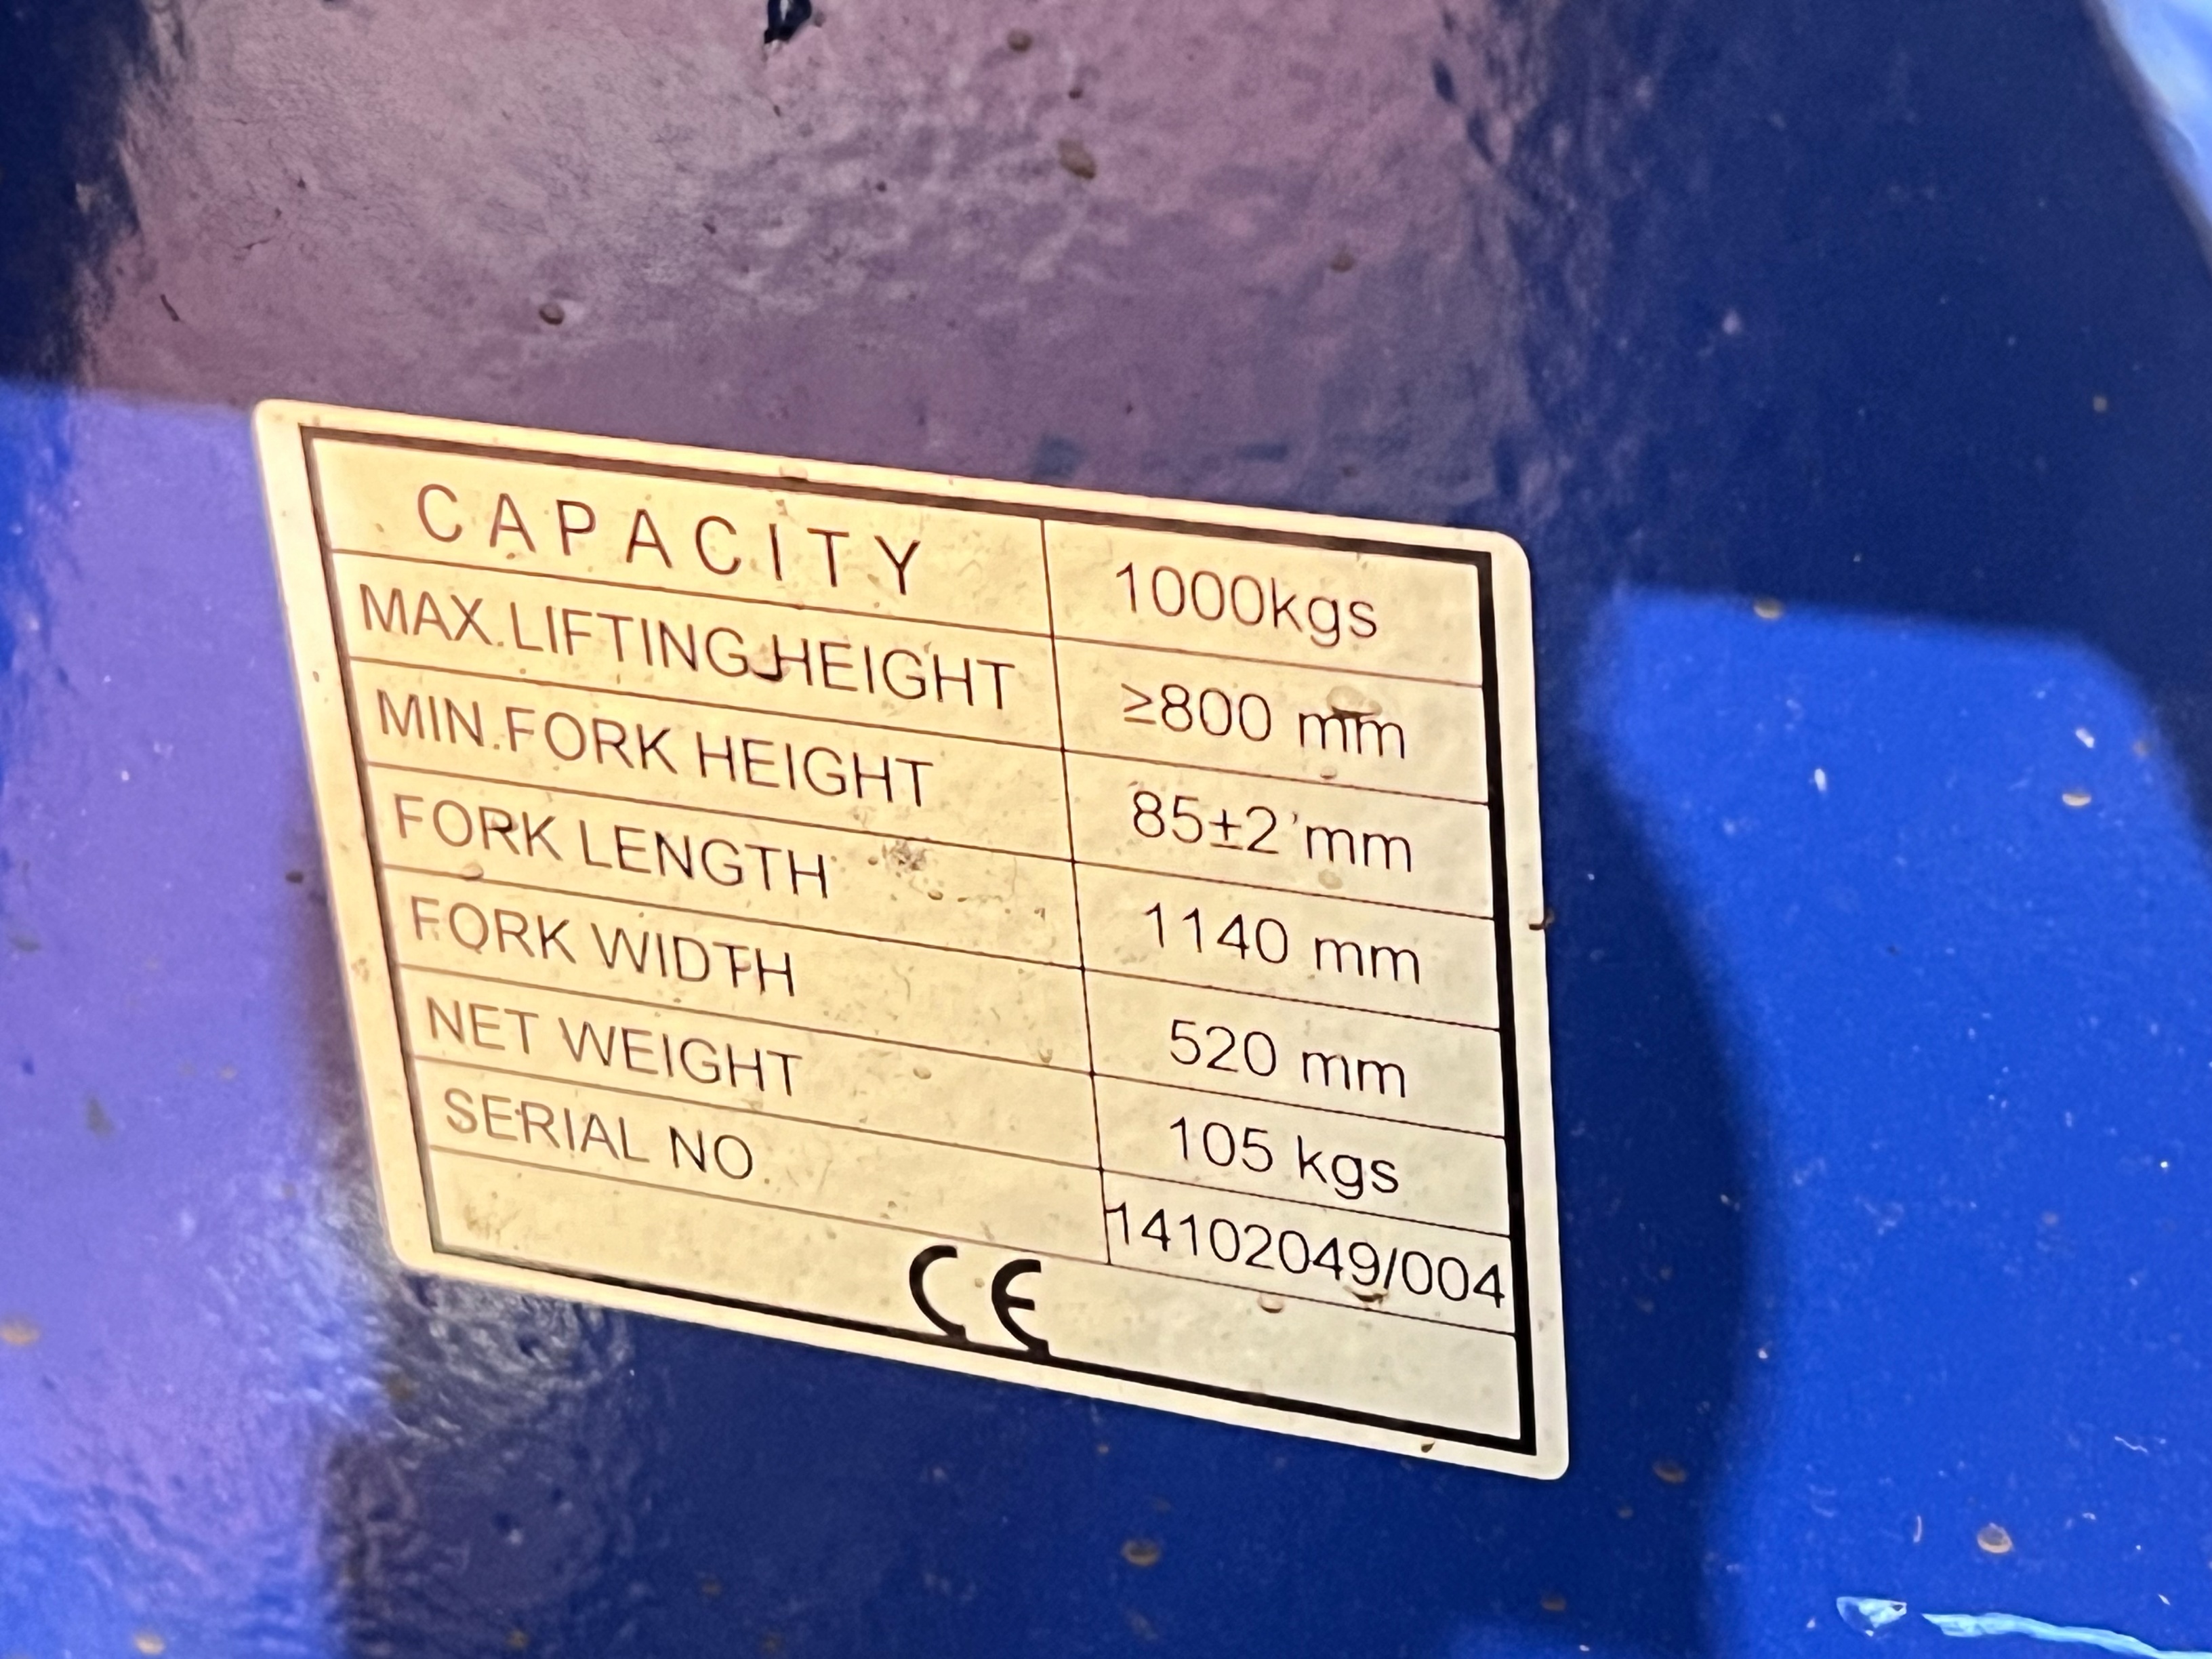 CAPACITY 1000kgs
MAX.LIFTING HEIGHT ≥800 mm
MIN.FORK HEIGHT 85±2 mm
FORK LENGTH 1140 mm
FORK WIDTH 520 mm
NET WEIGHT 105 kgs
SERIAL NO. 14102049/004
CE